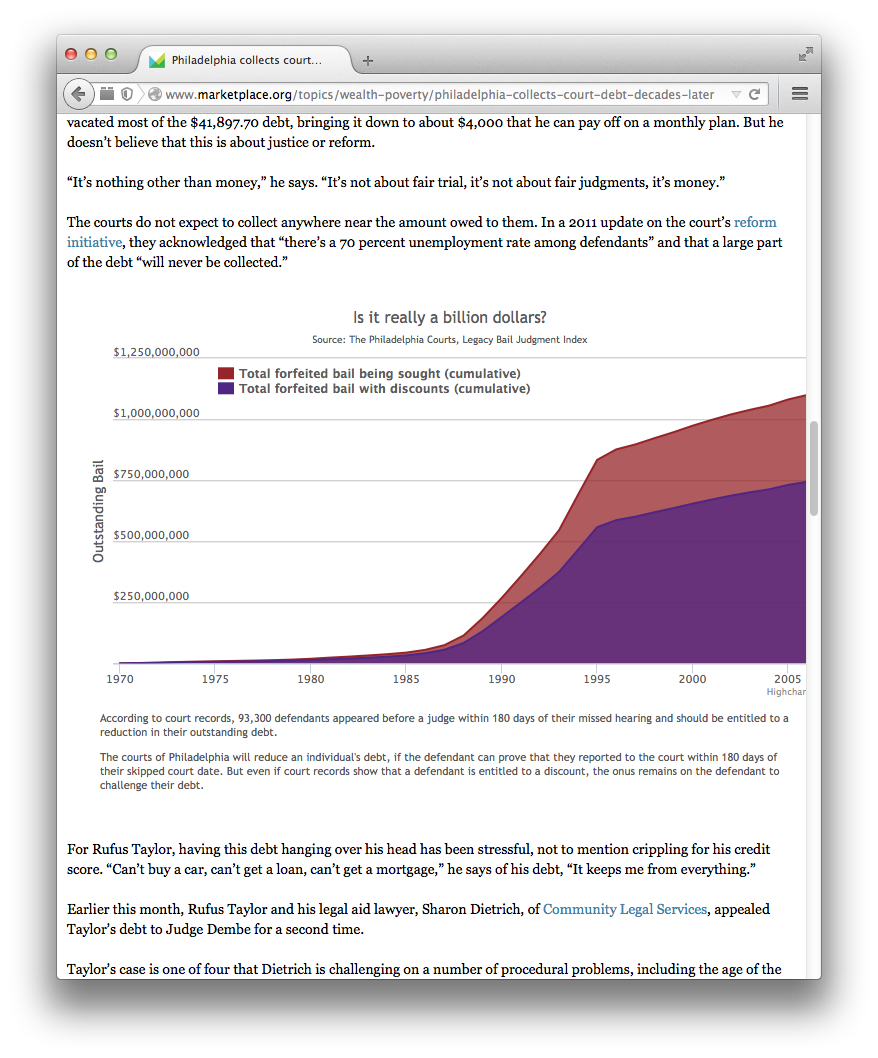 Philadelphia collects court...
www.marketplace.org/topics/wealth-poverty/philadelphia-collects-court-debt-decades-later
vacated most of the $41,897.70 debt, bringing it down to about $4,000 that he can pay off on a monthly plan. But he
doesn’t believe that this is about justice or reform.
“It’s nothing other than money,” he says. “It’s not about fair trial, it’s not about fair judgments, it’s money.”
The courts do not expect to collect anywhere near the amount owed to them. In a 2011 update on the court’s reform
initiative, they acknowledged that “there’s a 70 percent unemployment rate among defendants” and that a large part
of the debt “will never be collected.”
Is it really a billion dollars?
Source: The Philadelphia Courts, Legacy Bail Judgment Index
$1,250,000,000
Total forfeited bail being sought (cumulative)
Total forfeited bail with discounts (cumulative)
$1,000,000,000
$750,000,000
Outstanding Bail
$500,000,000
$250,000,000
1970 1975 1980 1985 1990 1995 2000 2005
Highchar
According to court records, 93,300 defendants appeared before a judge within 180 days of their missed hearing and should be entitled to a
reduction in their outstanding debt.
The courts of Philadelphia will reduce an individual's debt, if the defendant can prove that they reported to the court within 180 days of
their skipped court date. But even if court records show that a defendant is entitled to a discount, the onus remains on the defendant to
challenge their debt.
For Rufus Taylor, having this debt hanging over his head has been stressful, not to mention crippling for his credit
score. “Can’t buy a car, can’t get a loan, can’t get a mortgage,” he says of his debt, “It keeps me from everything.”
Earlier this month, Rufus Taylor and his legal aid lawyer, Sharon Dietrich, of Community Legal Services, appealed
Taylor’s debt to Judge Dembe for a second time.
Taylor’s case is one of four that Dietrich is challenging on a number of procedural problems, including the age of the